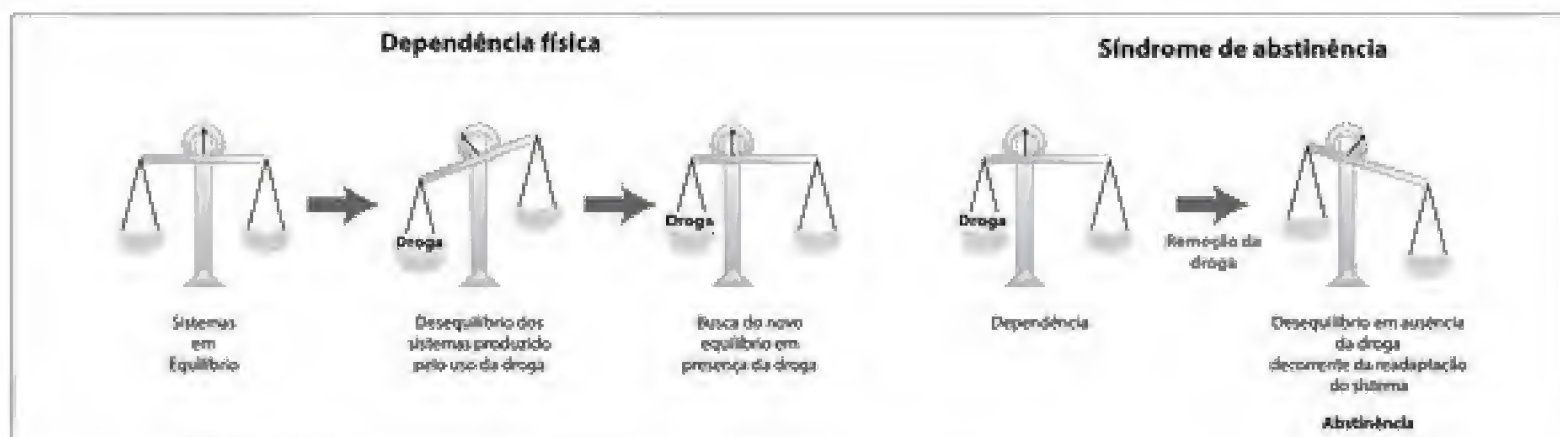 Dependência física
Síndrome de abstinência
Droga
Droga
Droga
Remoção da
droga
Sistemas
em
Equilíbrio
Desequilíbrio dos
sistemas produzido
pelo uso da droga
Busca do novo
equilíbrio em
presença da droga
Dependência
Desequilíbrio em ausência
da droga
decorrente da readaptação
do sistema
Abstinência